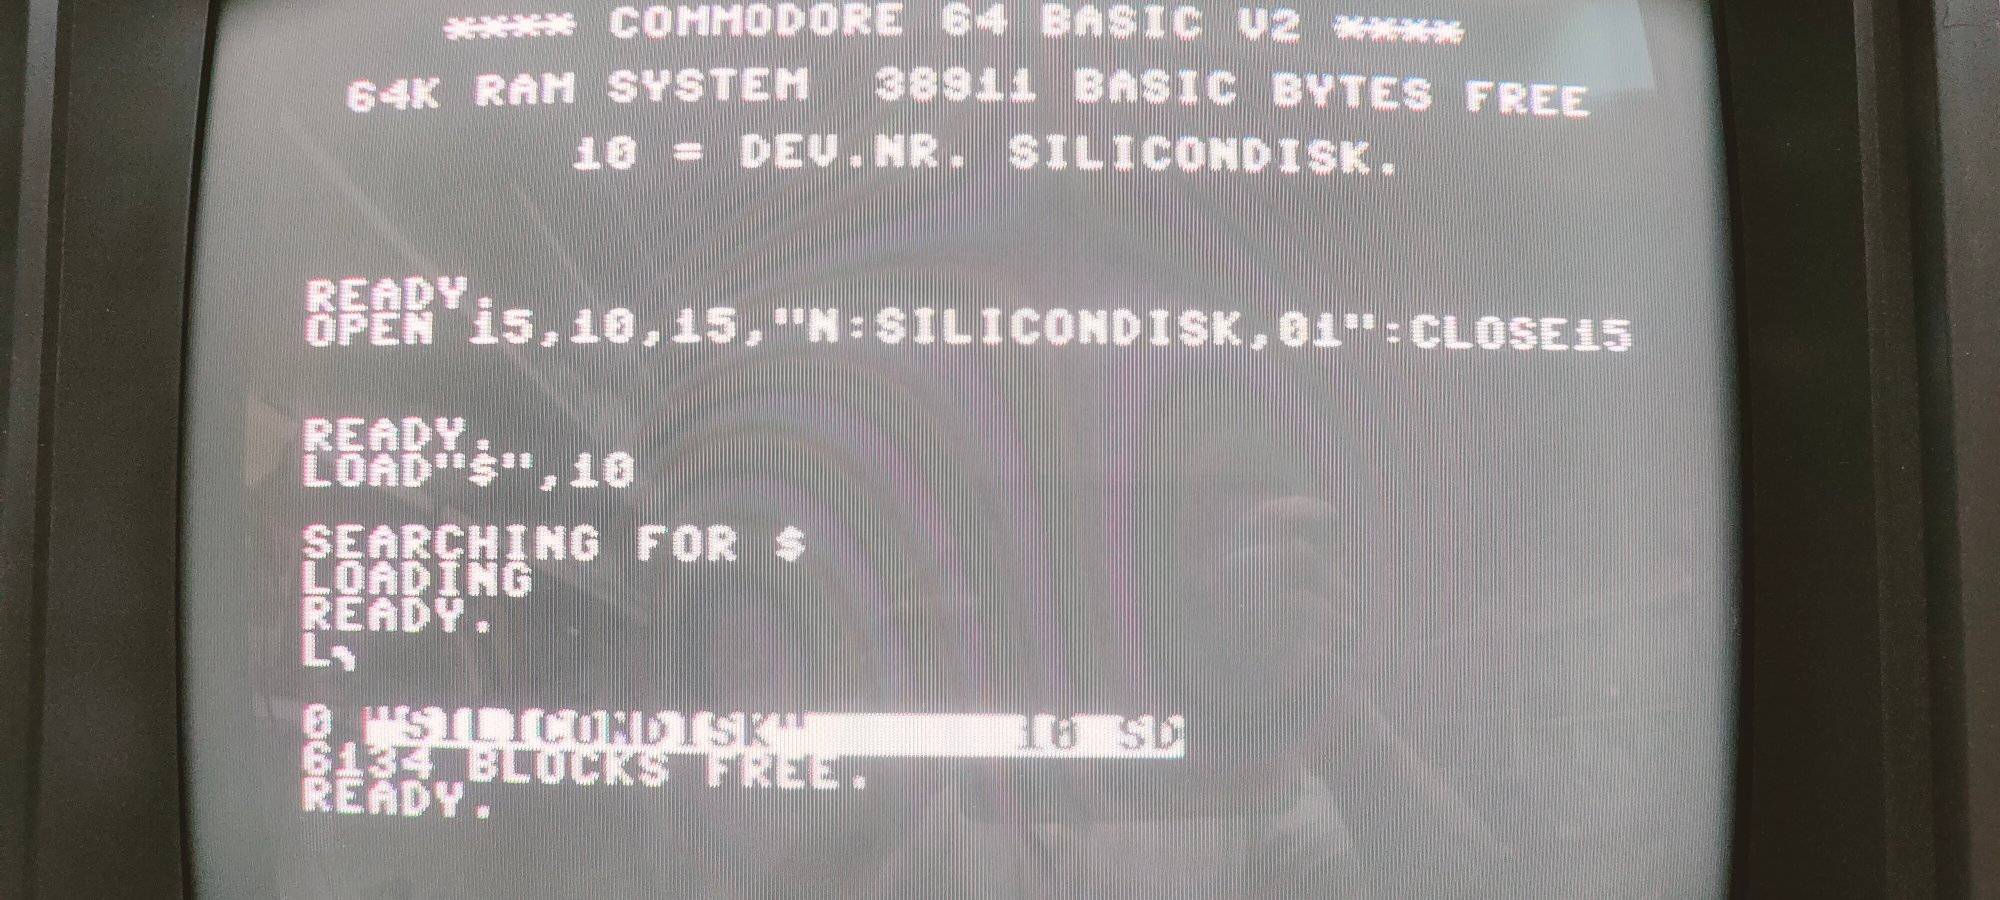 **** COMMODORE 64 BASIC V2 ****
64K RAM SYSTEM 38911 BASIC BYTES FREE
10 = DEV.NR. SILICONDISK.
READY.
OPEN 15,10,15,"N:SILICONDISK,01":CLOSE15
READY.
LOAD"$",10
SEARCHING FOR $
LOADING
READY.
L╮
0 "SILICONDISK" 10 SD
6134 BLOCKS FREE.
READY.